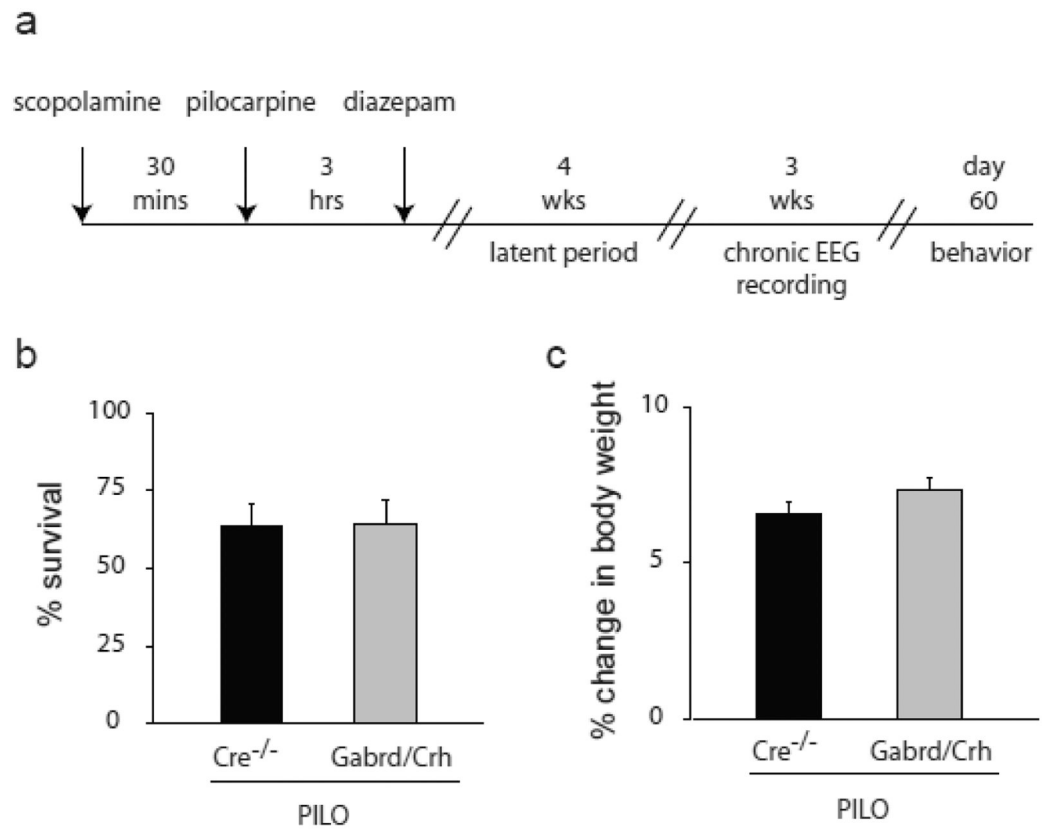 a
scopolamine pilocarpine diazepam
30 3 4 3 day
mins hrs wks wks 60
latent period chronic EEG behavior
recording
b
100
75
50
25
0
% survival
Cre-/- Gabrd/Crh
PILO
c
10
5
0
% change in body weight
Cre-/- Gabrd/Crh
PILO